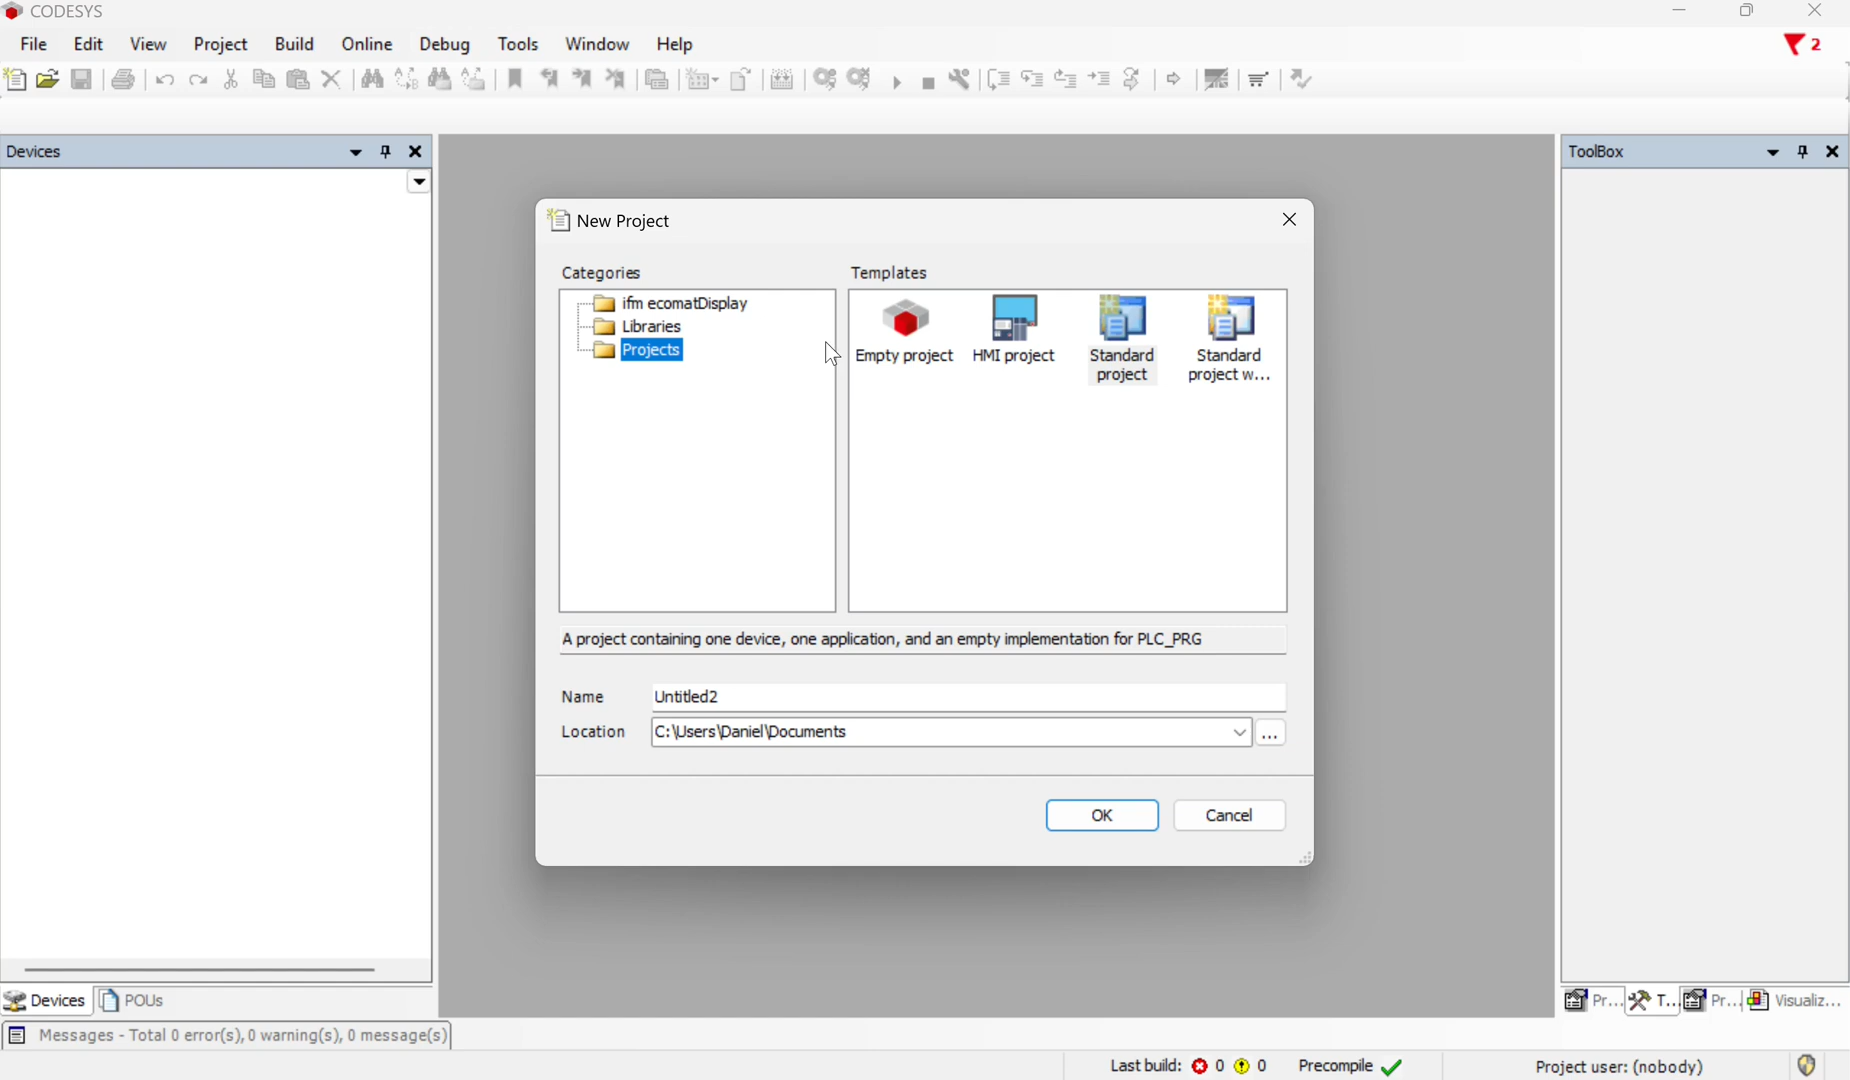 CODESYS
File Edit View Project Build Online Debug Tools Window Help
2
Devices
ToolBox
New Project
Categories
Templates
ifm ecomatDisplay
Libraries
Projects
Empty project
HMI project
Standard
project
Standard
project w...
A project containing one device, one application, and an empty implementation for PLC_PRG
Name
Untitled2
Location
C:\Users\Daniel\Documents
...
OK
Cancel
Devices
POUs
Pr...
T...
Pr...
Visualiz...
Messages - Total 0 error(s), 0 warning(s), 0 message(s)
Last build: 0 0 Precompile
Project user: (nobody)